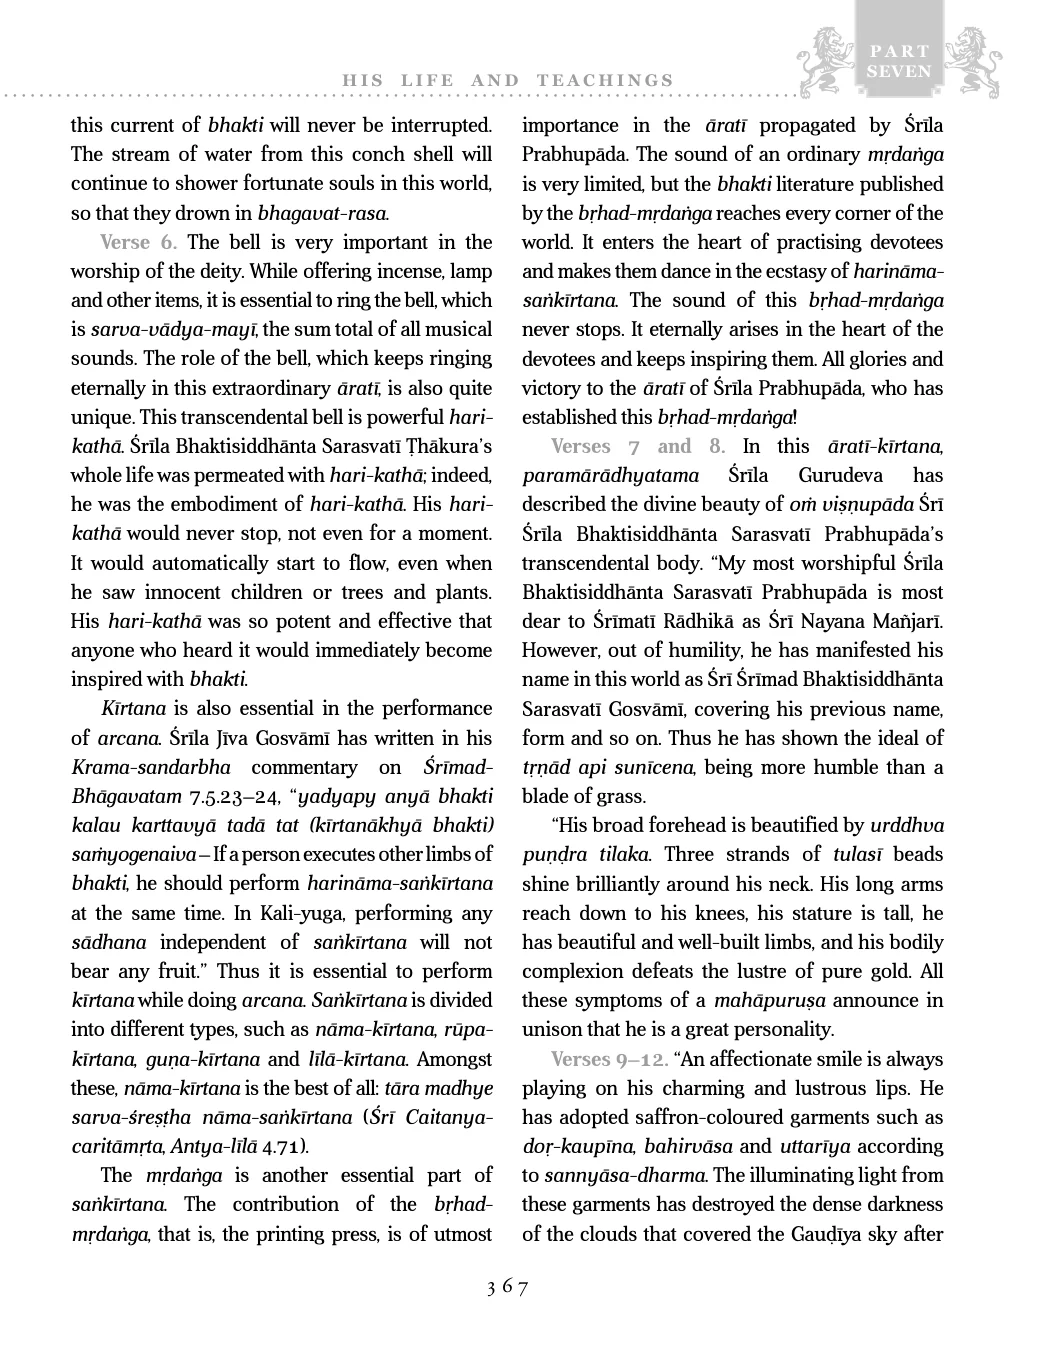 HIS LIFE AND TEACHINGS
PART
SEVEN
this current of bhakti will never be interrupted.
The stream of water from this conch shell will
continue to shower fortunate souls in this world,
so that they drown in bhagavat-rasa.
Verse 6. The bell is very important in the
worship of the deity. While offering incense, lamp
and other items, it is essential to ring the bell, which
is sarva-vādya-mayī, the sum total of all musical
sounds. The role of the bell, which keeps ringing
eternally in this extraordinary āratī, is also quite
unique. This transcendental bell is powerful hari-
kathā. Śrīla Bhaktisiddhānta Sarasvatī Ṭhākura’s
whole life was permeated with hari-kathā; indeed,
he was the embodiment of hari-kathā. His hari-
kathā would never stop, not even for a moment.
It would automatically start to flow, even when
he saw innocent children or trees and plants.
His hari-kathā was so potent and effective that
anyone who heard it would immediately become
inspired with bhakti.
Kīrtana is also essential in the performance
of arcana. Śrīla Jīva Gosvāmī has written in his
Krama-sandarbha commentary on Śrīmad-
Bhāgavatam 7.5.23–24, “yadyapy anyā bhakti
kalau karttavyā tadā tat (kīrtanākhyā bhakti)
saṁyogenaiva – If a person executes other limbs of
bhakti, he should perform harināma-saṅkīrtana
at the same time. In Kali-yuga, performing any
sādhana independent of saṅkīrtana will not
bear any fruit.” Thus it is essential to perform
kīrtana while doing arcana. Saṅkīrtana is divided
into different types, such as nāma-kīrtana, rūpa-
kīrtana, guṇa-kīrtana and līlā-kīrtana. Amongst
these, nāma-kīrtana is the best of all: tāra madhye
sarva-śreṣṭha nāma-saṅkīrtana (Śrī Caitanya-
caritāmṛta, Antya-līlā 4.71).
The mṛdaṅga is another essential part of
saṅkīrtana. The contribution of the bṛhad-
mṛdaṅga, that is, the printing press, is of utmost
importance in the āratī propagated by Śrīla
Prabhupāda. The sound of an ordinary mṛdaṅga
is very limited, but the bhakti literature published
by the bṛhad-mṛdaṅga reaches every corner of the
world. It enters the heart of practising devotees
and makes them dance in the ecstasy of harināma-
saṅkīrtana. The sound of this bṛhad-mṛdaṅga
never stops. It eternally arises in the heart of the
devotees and keeps inspiring them. All glories and
victory to the āratī of Śrīla Prabhupāda, who has
established this bṛhad-mṛdaṅga!
Verses 7 and 8. In this āratī-kīrtana,
paramārādhyatama Śrīla Gurudeva has
described the divine beauty of oṁ viṣṇupāda Śrī
Śrīla Bhaktisiddhānta Sarasvatī Prabhupāda’s
transcendental body. “My most worshipful Śrīla
Bhaktisiddhānta Sarasvatī Prabhupāda is most
dear to Śrīmatī Rādhikā as Śrī Nayana Mañjarī.
However, out of humility, he has manifested his
name in this world as Śrī Śrīmad Bhaktisiddhānta
Sarasvatī Gosvāmī, covering his previous name,
form and so on. Thus he has shown the ideal of
tṛṇād api sunīcena, being more humble than a
blade of grass.
“His broad forehead is beautified by urddhva
puṇḍra tilaka. Three strands of tulasī beads
shine brilliantly around his neck. His long arms
reach down to his knees, his stature is tall, he
has beautiful and well-built limbs, and his bodily
complexion defeats the lustre of pure gold. All
these symptoms of a mahāpuruṣa announce in
unison that he is a great personality.
Verses 9–12. “An affectionate smile is always
playing on his charming and lustrous lips. He
has adopted saffron-coloured garments such as
doṛ-kaupīna, bahirvāsa and uttarīya according
to sannyāsa-dharma. The illuminating light from
these garments has destroyed the dense darkness
of the clouds that covered the Gauḍīya sky after
367